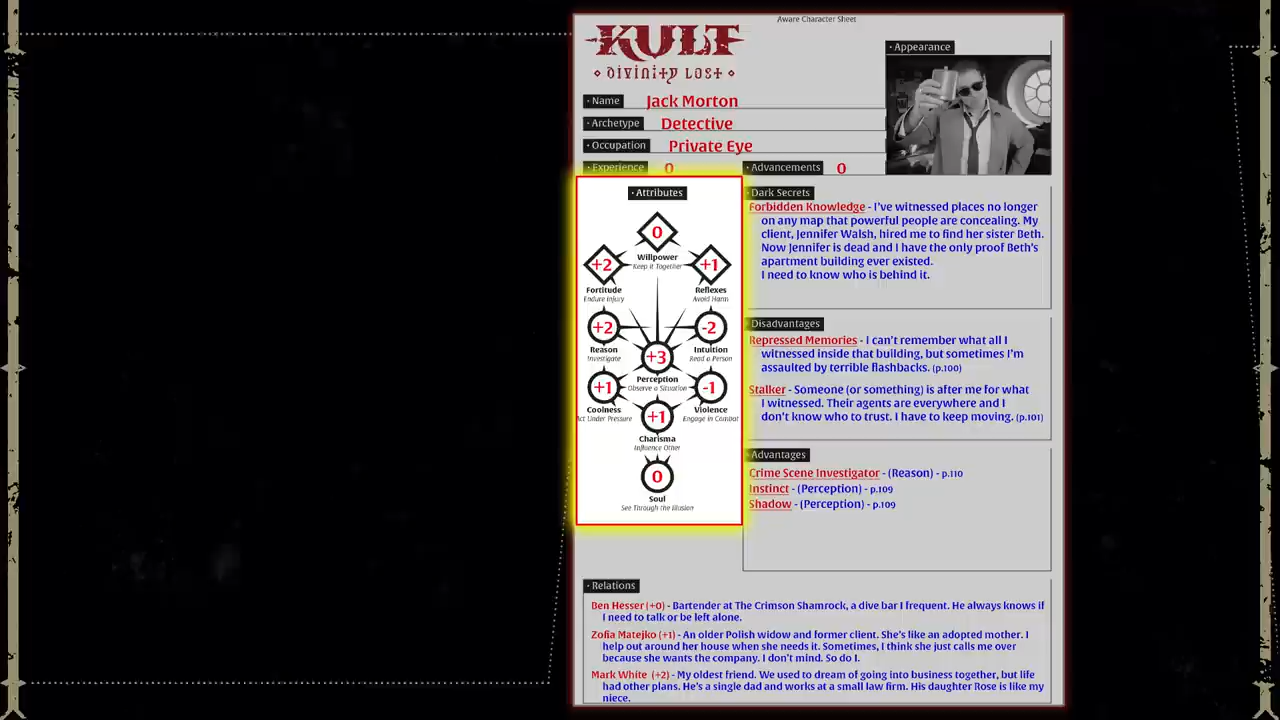 Aware Character Sheet
KULT
DIVINITY LOST
· Appearance
· Name Jack Morton
· Archetype Detective
· Occupation Private Eye
· Experience 0
· Advancements 0
· Attributes
0
Willpower
Keep it Together
+2
Fortitude
Endure Injury
+1
Reflexes
Avoid Harm
+2
Reason
Investigate
-2
Intuition
Read a Person
+3
Perception
Observe a Situation
+1
Coolness
Act Under Pressure
-1
Violence
Engage in Combat
+1
Charisma
Influence Other
0
Soul
See Through the Illusion
· Dark Secrets
Forbidden Knowledge - I've witnessed places no longer
on any map that powerful people are concealing. My
client, Jennifer Walsh, hired me to find her sister Beth.
Now Jennifer is dead and I have the only proof Beth's
apartment building ever existed.
I need to know who is behind it.
· Disadvantages
Repressed Memories - I can't remember what all I
witnessed inside that building, but sometimes I'm
assaulted by terrible flashbacks. (p.100)
Stalker - Someone (or something) is after me for what
I witnessed. Their agents are everywhere and I
don't know who to trust. I have to keep moving. (p.101)
· Advantages
Crime Scene Investigator - (Reason) - p.110
Instinct - (Perception) - p.109
Shadow - (Perception) - p.109
· Relations
Ben Hesser (+0) - Bartender at The Crimson Shamrock, a dive bar I frequent. He always knows if
I need to talk or be left alone.
Zofia Matejko (+1) - An older Polish widow and former client. She's like an adopted mother. I
help out around her house when she needs it. Sometimes, I think she just calls me over
because she wants the company. I don't mind. So do I.
Mark White (+2) - My oldest friend. We used to dream of going into business together, but life
had other plans. He's a single dad and works at a small law firm. His daughter Rose is like my
niece.